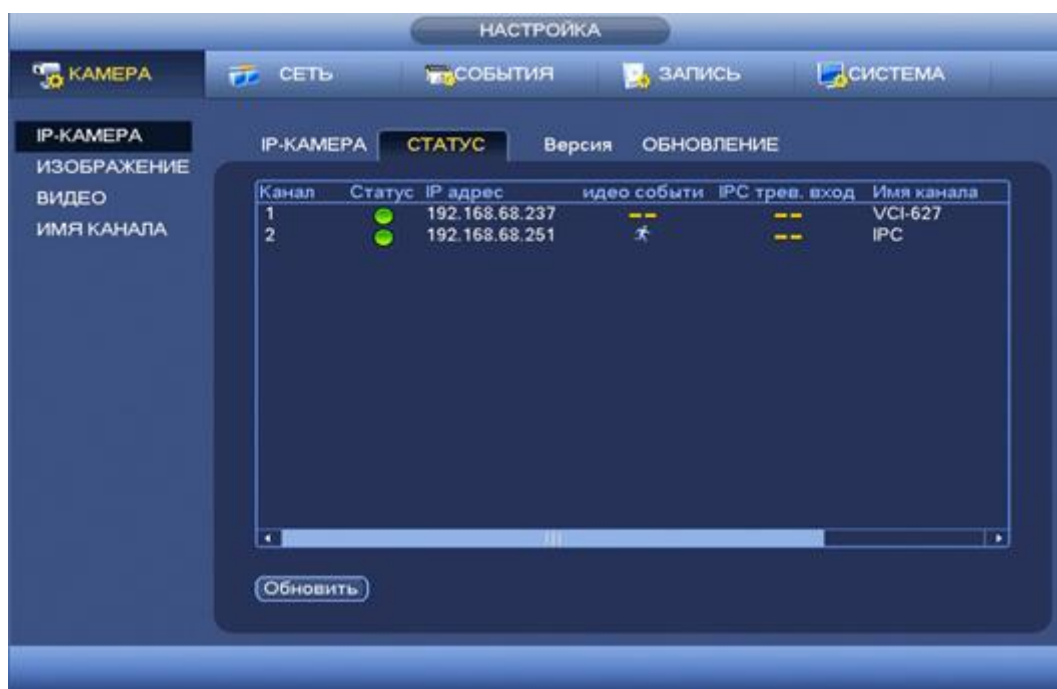 НАСТРОЙКА
КАМЕРА СЕТЬ СОБЫТИЯ ЗАПИСЬ СИСТЕМА
IP-КАМЕРА
ИЗОБРАЖЕНИЕ
ВИДЕО
ИМЯ КАНАЛА
IP-КАМЕРА СТАТУС Версия ОБНОВЛЕНИЕ
Канал Статус IP адрес идео событи IPC трев. вход Имя канала
1 192.168.68.237 -- -- VCI-627
2 192.168.68.251 -- IPC
Обновить